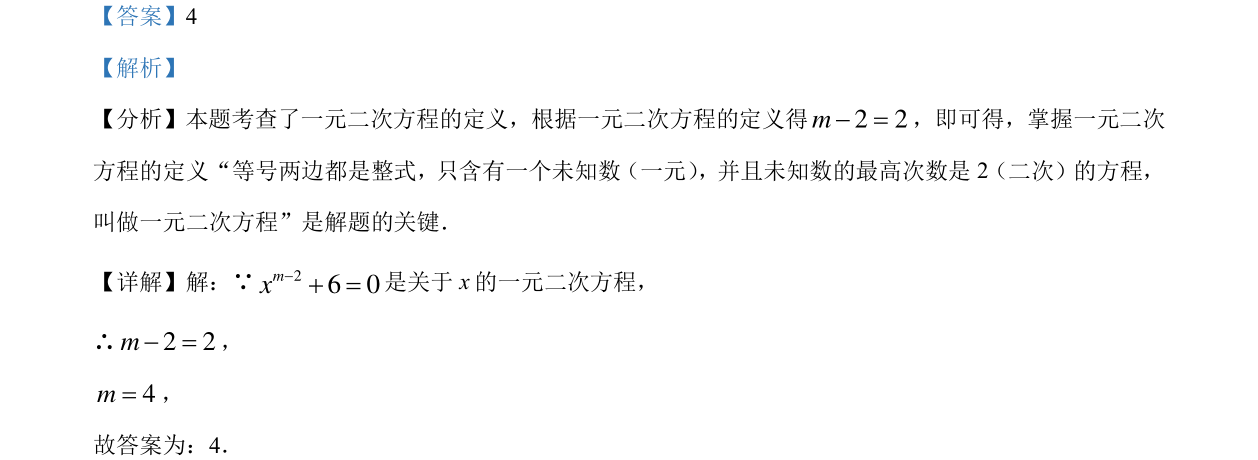 【答案】4
【解析】
【分析】本题考查了一元二次方程的定义，根据一元二次方程的定义得m−2=2，即可得，掌握一元二次
方程的定义“等号两边都是整式，只含有一个未知数（一元），并且未知数的最高次数是2（二次）的方程，
叫做一元二次方程”是解题的关键．
【详解】解：∵x^{m−2}+6=0是关于x的一元二次方程，
∴m−2=2，
m=4，
故答案为：4．